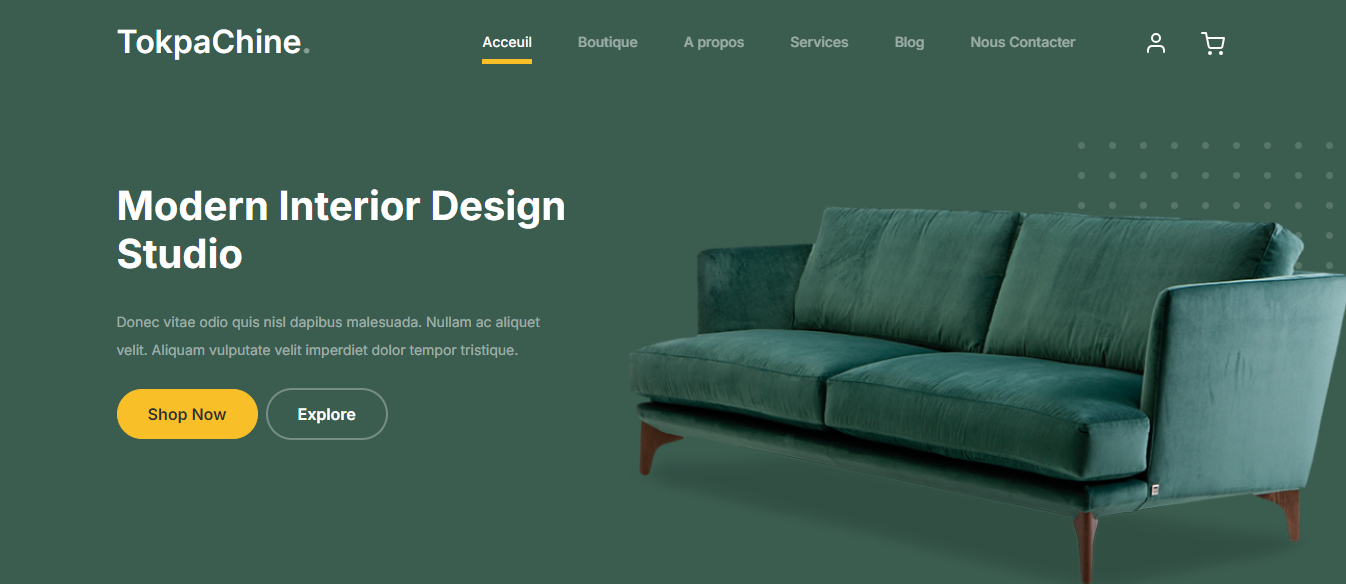 TokpaChine.
Acceuil
Boutique
A propos
Services
Blog
Nous Contacter
Modern Interior Design
Studio
Donec vitae odio quis nisl dapibus malesuada. Nullam ac aliquet
velit. Aliquam vulputate velit imperdiet dolor tempor tristique.
Shop Now
Explore